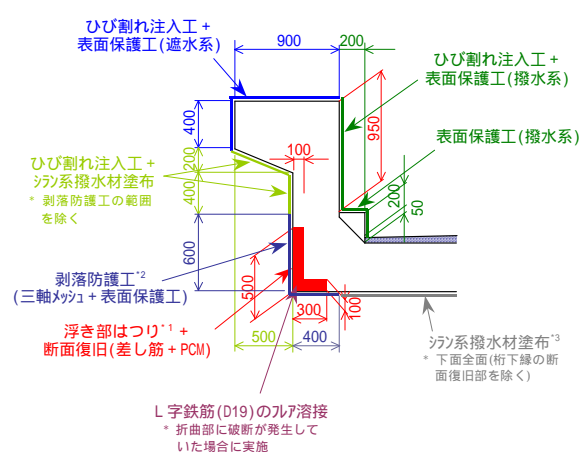 ひび割れ注入工＋
表面保護工(遮水系)
900
200
ひび割れ注入工＋
表面保護工(撥水系)
400
950
100
表面保護工(撥水系)
ひび割れ注入工＋
ｼﾗﾝ系撥水材塗布
* 剥落防護工の範囲
を除く
200
400
200
50
600
剥落防護工*2
(三軸ﾒｯｼｭ＋表面保護工)
500
浮き部はつり*1＋
断面復旧(差し筋＋PCM)
300
100
500
400
ｼﾗﾝ系撥水材塗布*3
* 下面全面(桁下縁の断
面復旧部を除く)
L字鉄筋(D19)のﾌﾚｱ溶接
* 折曲部に破断が発生して
いた場合に実施